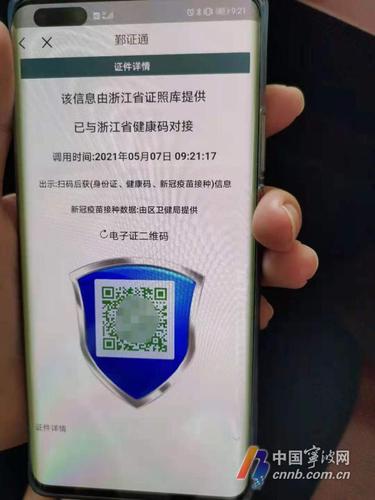 9:21
鄞证通
证件详情
该信息由浙江省证照库提供
已与浙江省健康码对接
调用时间:2021年05月07日 09:21:17
出示:扫码后获(身份证、健康码、新冠疫苗接种)信息
新冠疫苗接种数据:由区卫健局提供
电子证二维码
证件详情
中国宁波网
cnnb.com.cn